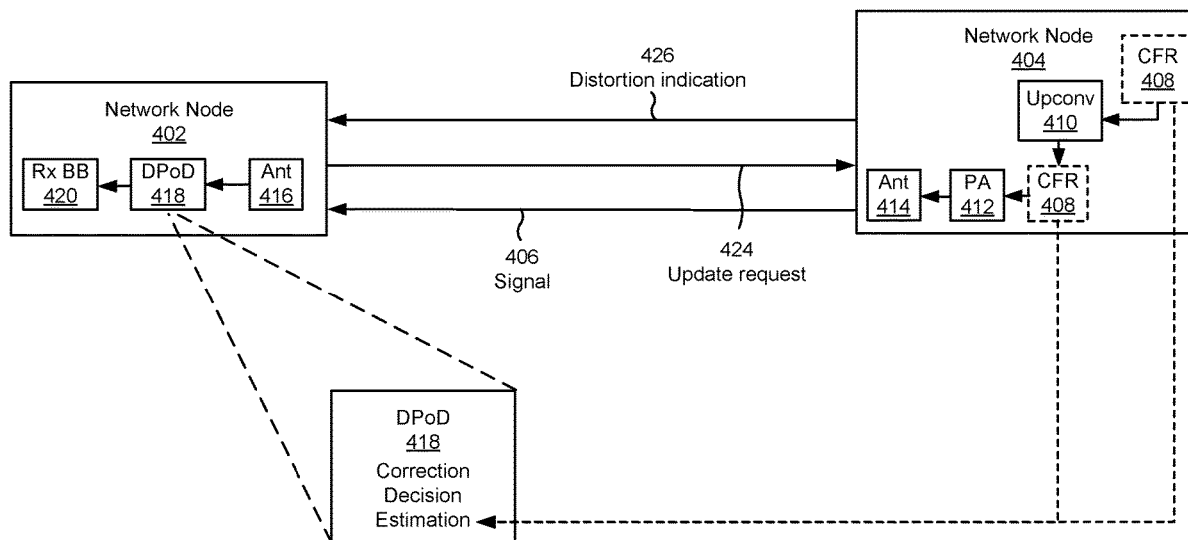 Network Node
402
Rx BB
420
DPoD
418
Ant
416
426
Distortion indication
406
Signal
424
Update request
Network Node
404
CFR
408
Upconv
410
Ant
414
PA
412
CFR
408
DPoD
418
Correction
Decision
Estimation